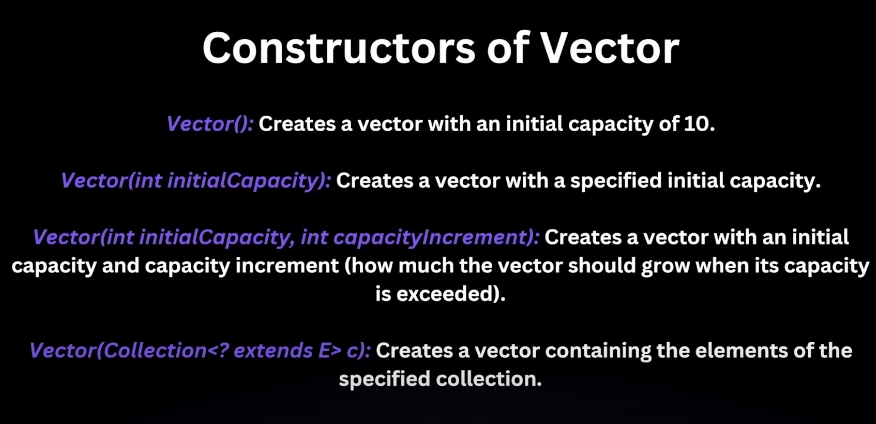 Constructors of Vector
Vector(): Creates a vector with an initial capacity of 10.
Vector(int initialCapacity): Creates a vector with a specified initial capacity.
Vector(int initialCapacity, int capacityIncrement): Creates a vector with an initial
capacity and capacity increment (how much the vector should grow when its capacity
is exceeded).
Vector(Collection<? extends E> c): Creates a vector containing the elements of the
specified collection.